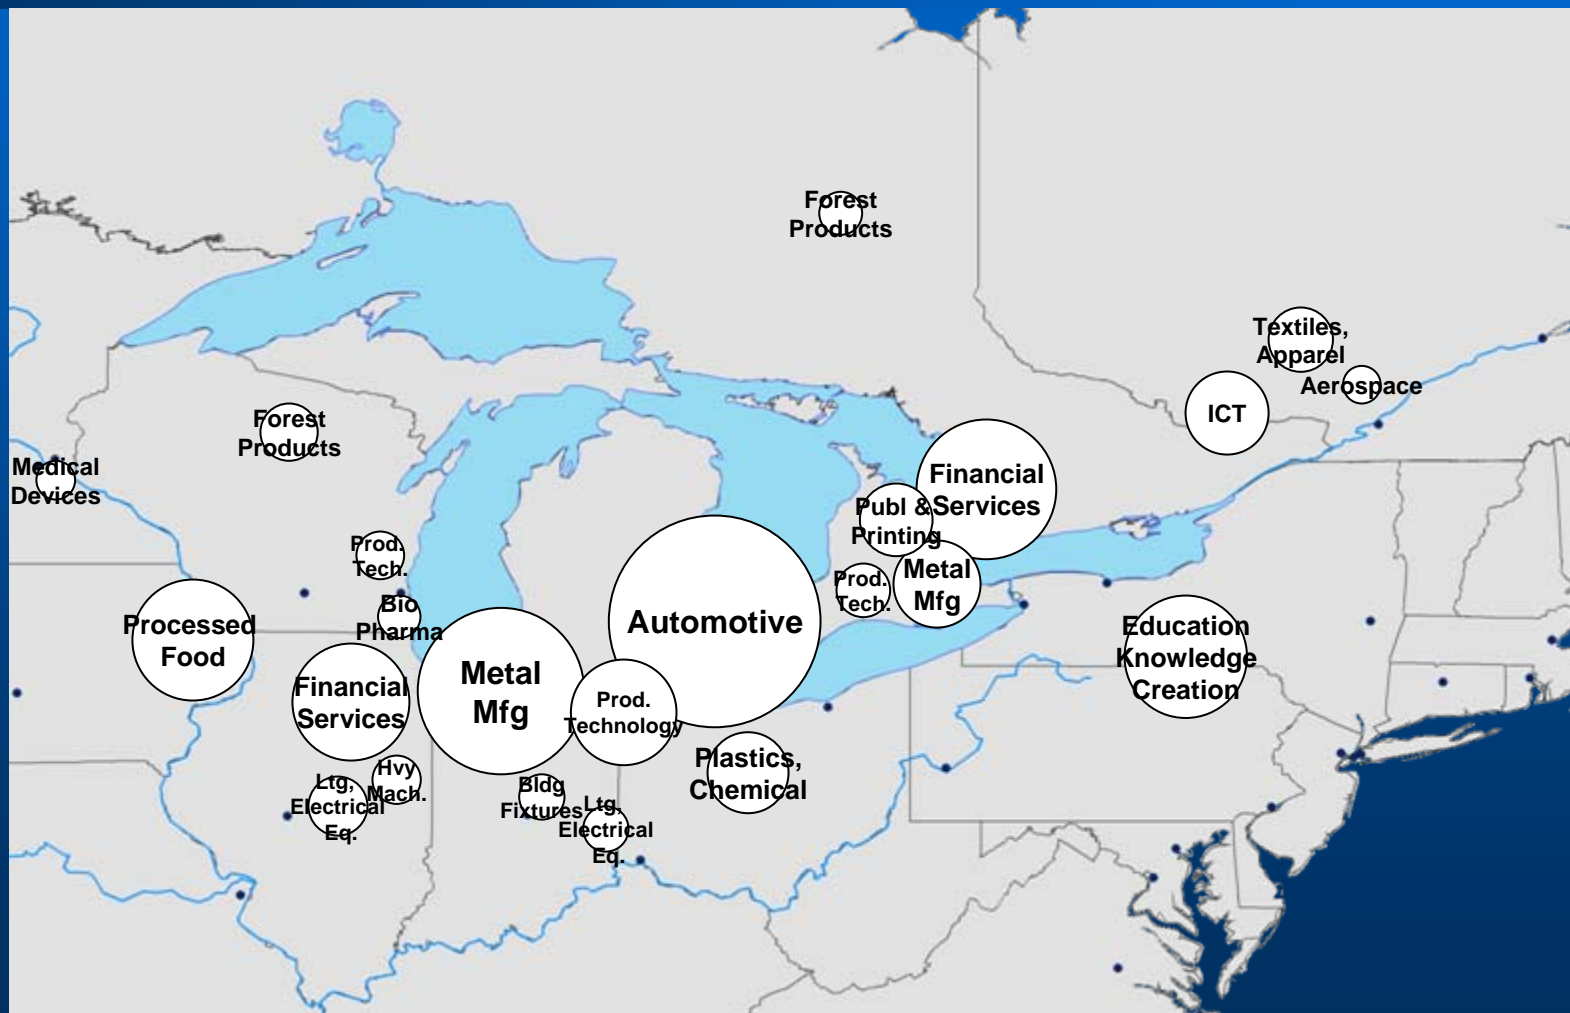 Forest
Products
Textiles,
Apparel
Aerospace
ICT
Forest
Products
Medical
Devices
Financial
Services
Publ &
Printing
Prod.
Tech.
Metal
Mfg
Prod.
Tech.
Bio
Pharma
Processed
Food
Automotive
Education
Knowledge
Creation
Financial
Services
Metal
Mfg
Prod.
Technology
Plastics,
Chemical
Hvy
Mach.
Ltg,
Electrical
Eq.
Bldg
Fixtures
Ltg,
Electrical
Eq.